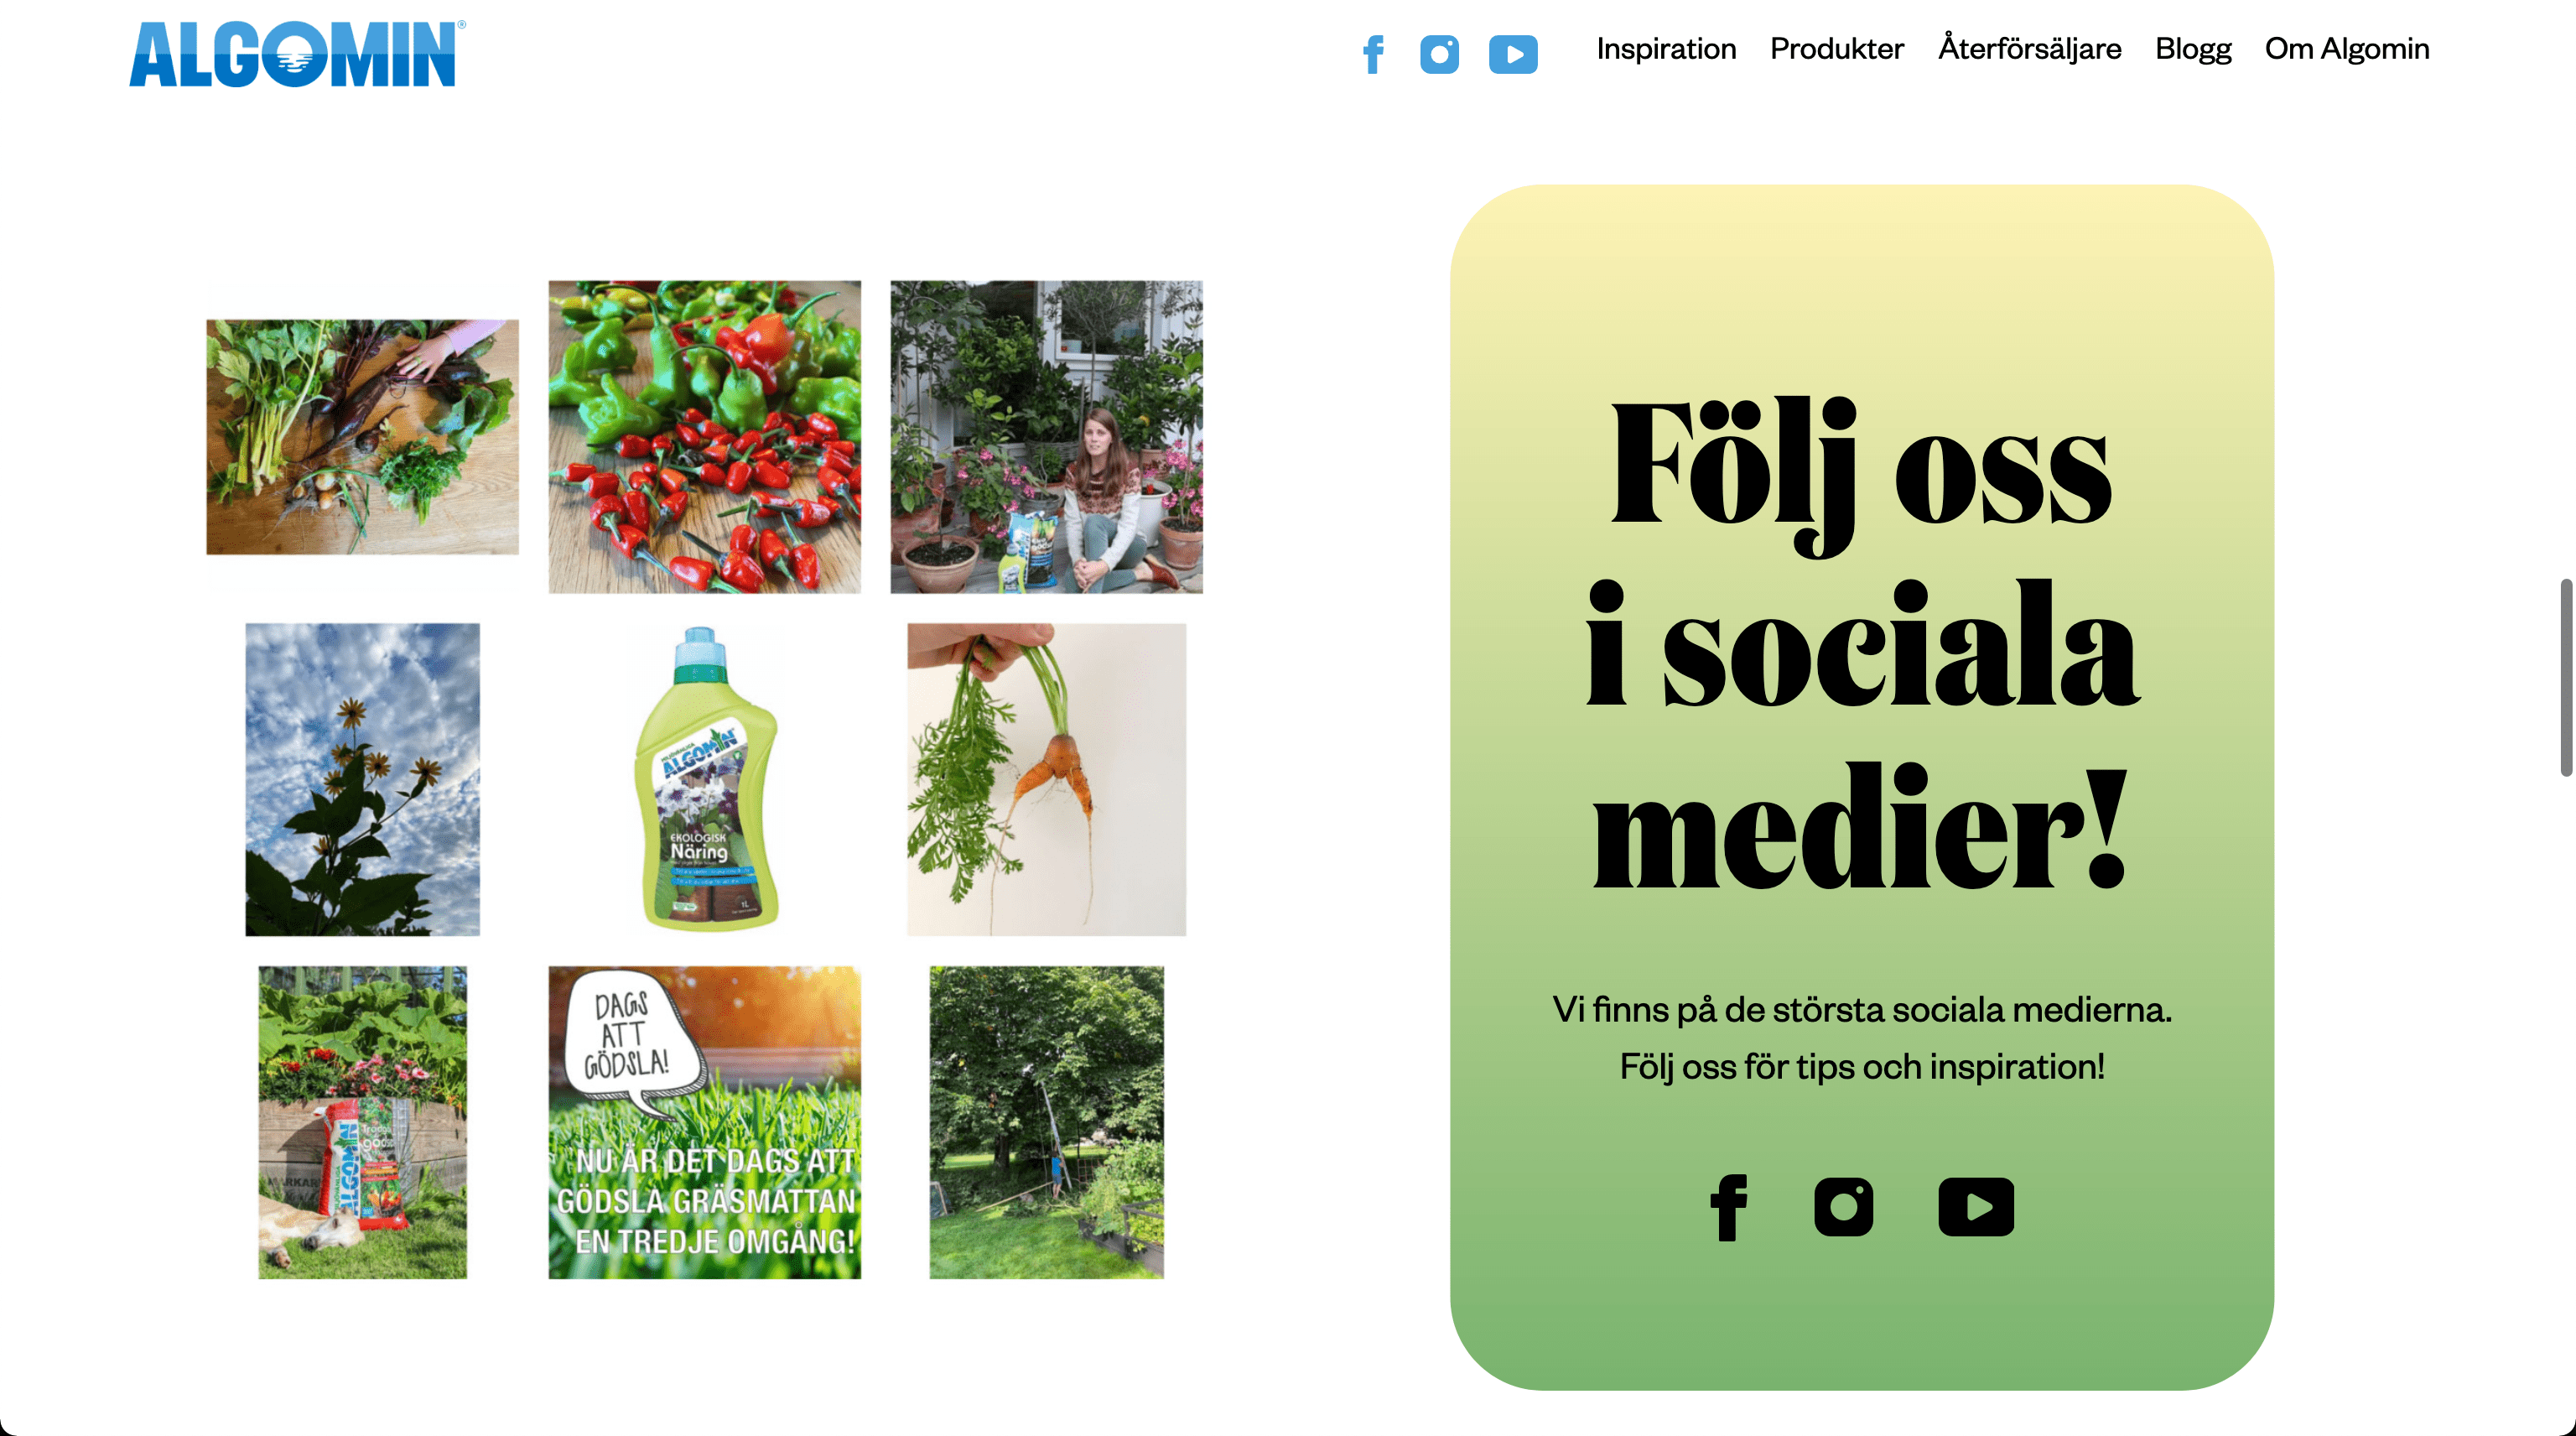 ALGOMIN®
Inspiration Produkter Återförsäljare Blogg Om Algomin
Följ oss
i sociala
medier!
Vi finns på de största sociala medierna.
Följ oss för tips och inspiration!
ALGOMIN
EKOLOGISK
Näring
1L
ALGOMIN
DAGS
ATT
GÖDSLA!
NU ÄR DET DAGS ATT
GÖDSLA GRÄSMATTAN
EN TREDJE OMGÅNG!